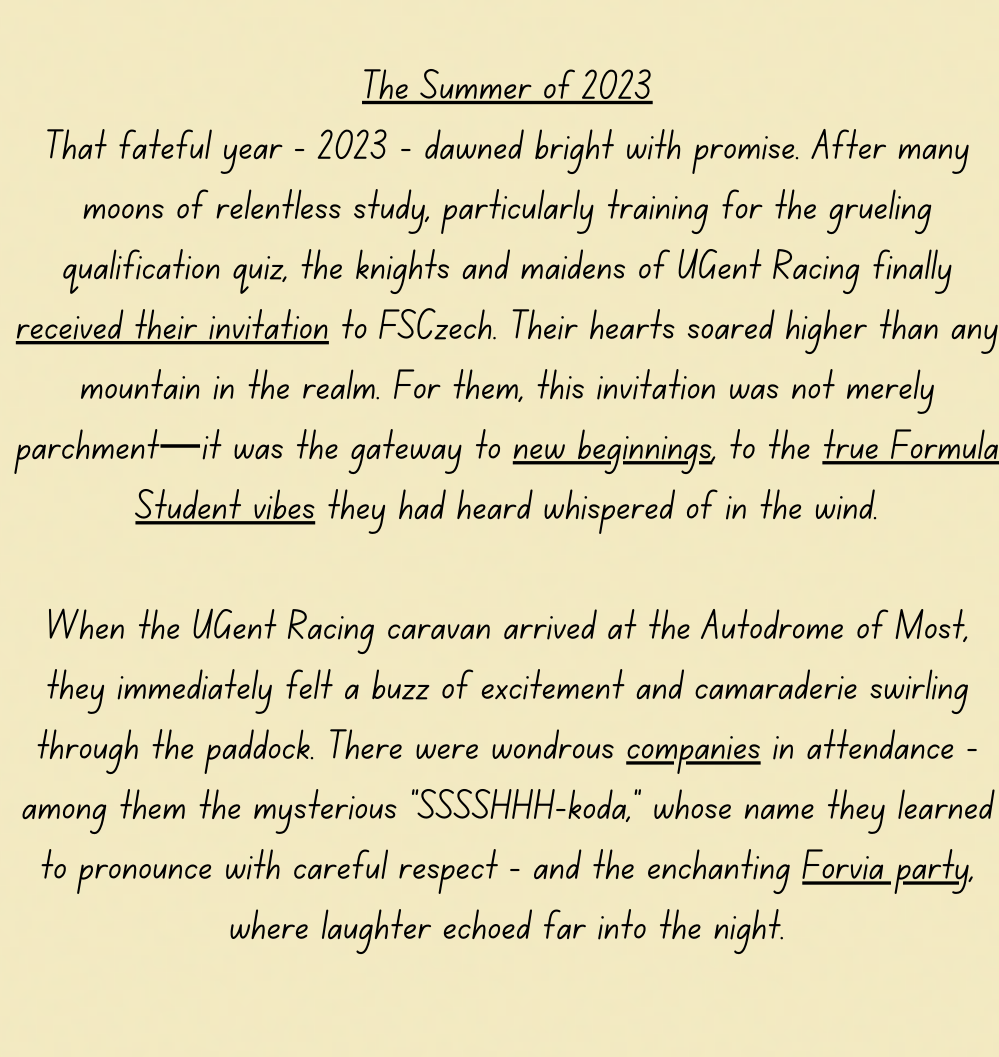 The Summer of 2023
That fateful year - 2023 - dawned bright with promise. After many
moons of relentless study, particularly training for the grueling
qualification quiz, the knights and maidens of UGent Racing finally
received their invitation to FSCzech. Their hearts soared higher than any
mountain in the realm. For them, this invitation was not merely
parchment—it was the gateway to new beginnings, to the true Formula
Student vibes they had heard whispered of in the wind.
When the UGent Racing caravan arrived at the Autodrome of Most,
they immediately felt a buzz of excitement and camaraderie swirling
through the paddock. There were wondrous companies in attendance -
among them the mysterious "SSSSHHH-koda," whose name they learned
to pronounce with careful respect - and the enchanting Forvia party,
where laughter echoed far into the night.